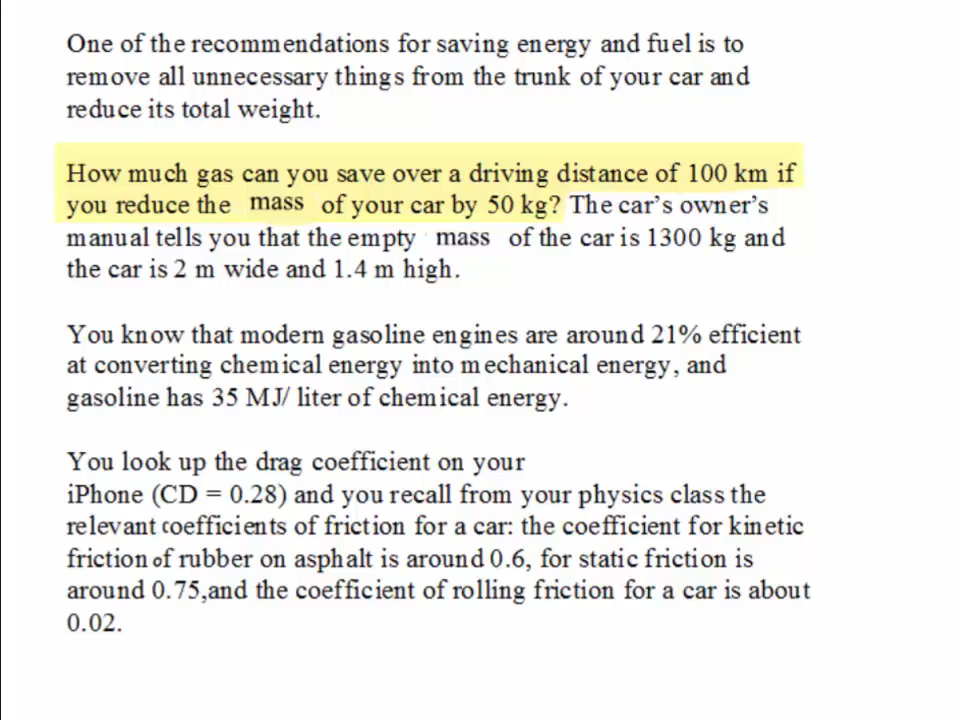 One of the recommendations for saving energy and fuel is to
remove all unnecessary things from the trunk of your car and
reduce its total weight.
How much gas can you save over a driving distance of 100 km if
you reduce the mass of your car by 50 kg? The car's owner's
manual tells you that the empty mass of the car is 1300 kg and
the car is 2 m wide and 1.4 m high.
You know that modern gasoline engines are around 21% efficient
at converting chemical energy into mechanical energy, and
gasoline has 35 MJ/ liter of chemical energy.
You look up the drag coefficient on your
iPhone (CD = 0.28) and you recall from your physics class the
relevant coefficients of friction for a car: the coefficient for kinetic
friction of rubber on asphalt is around 0.6, for static friction is
around 0.75,and the coefficient of rolling friction for a car is about
0.02.